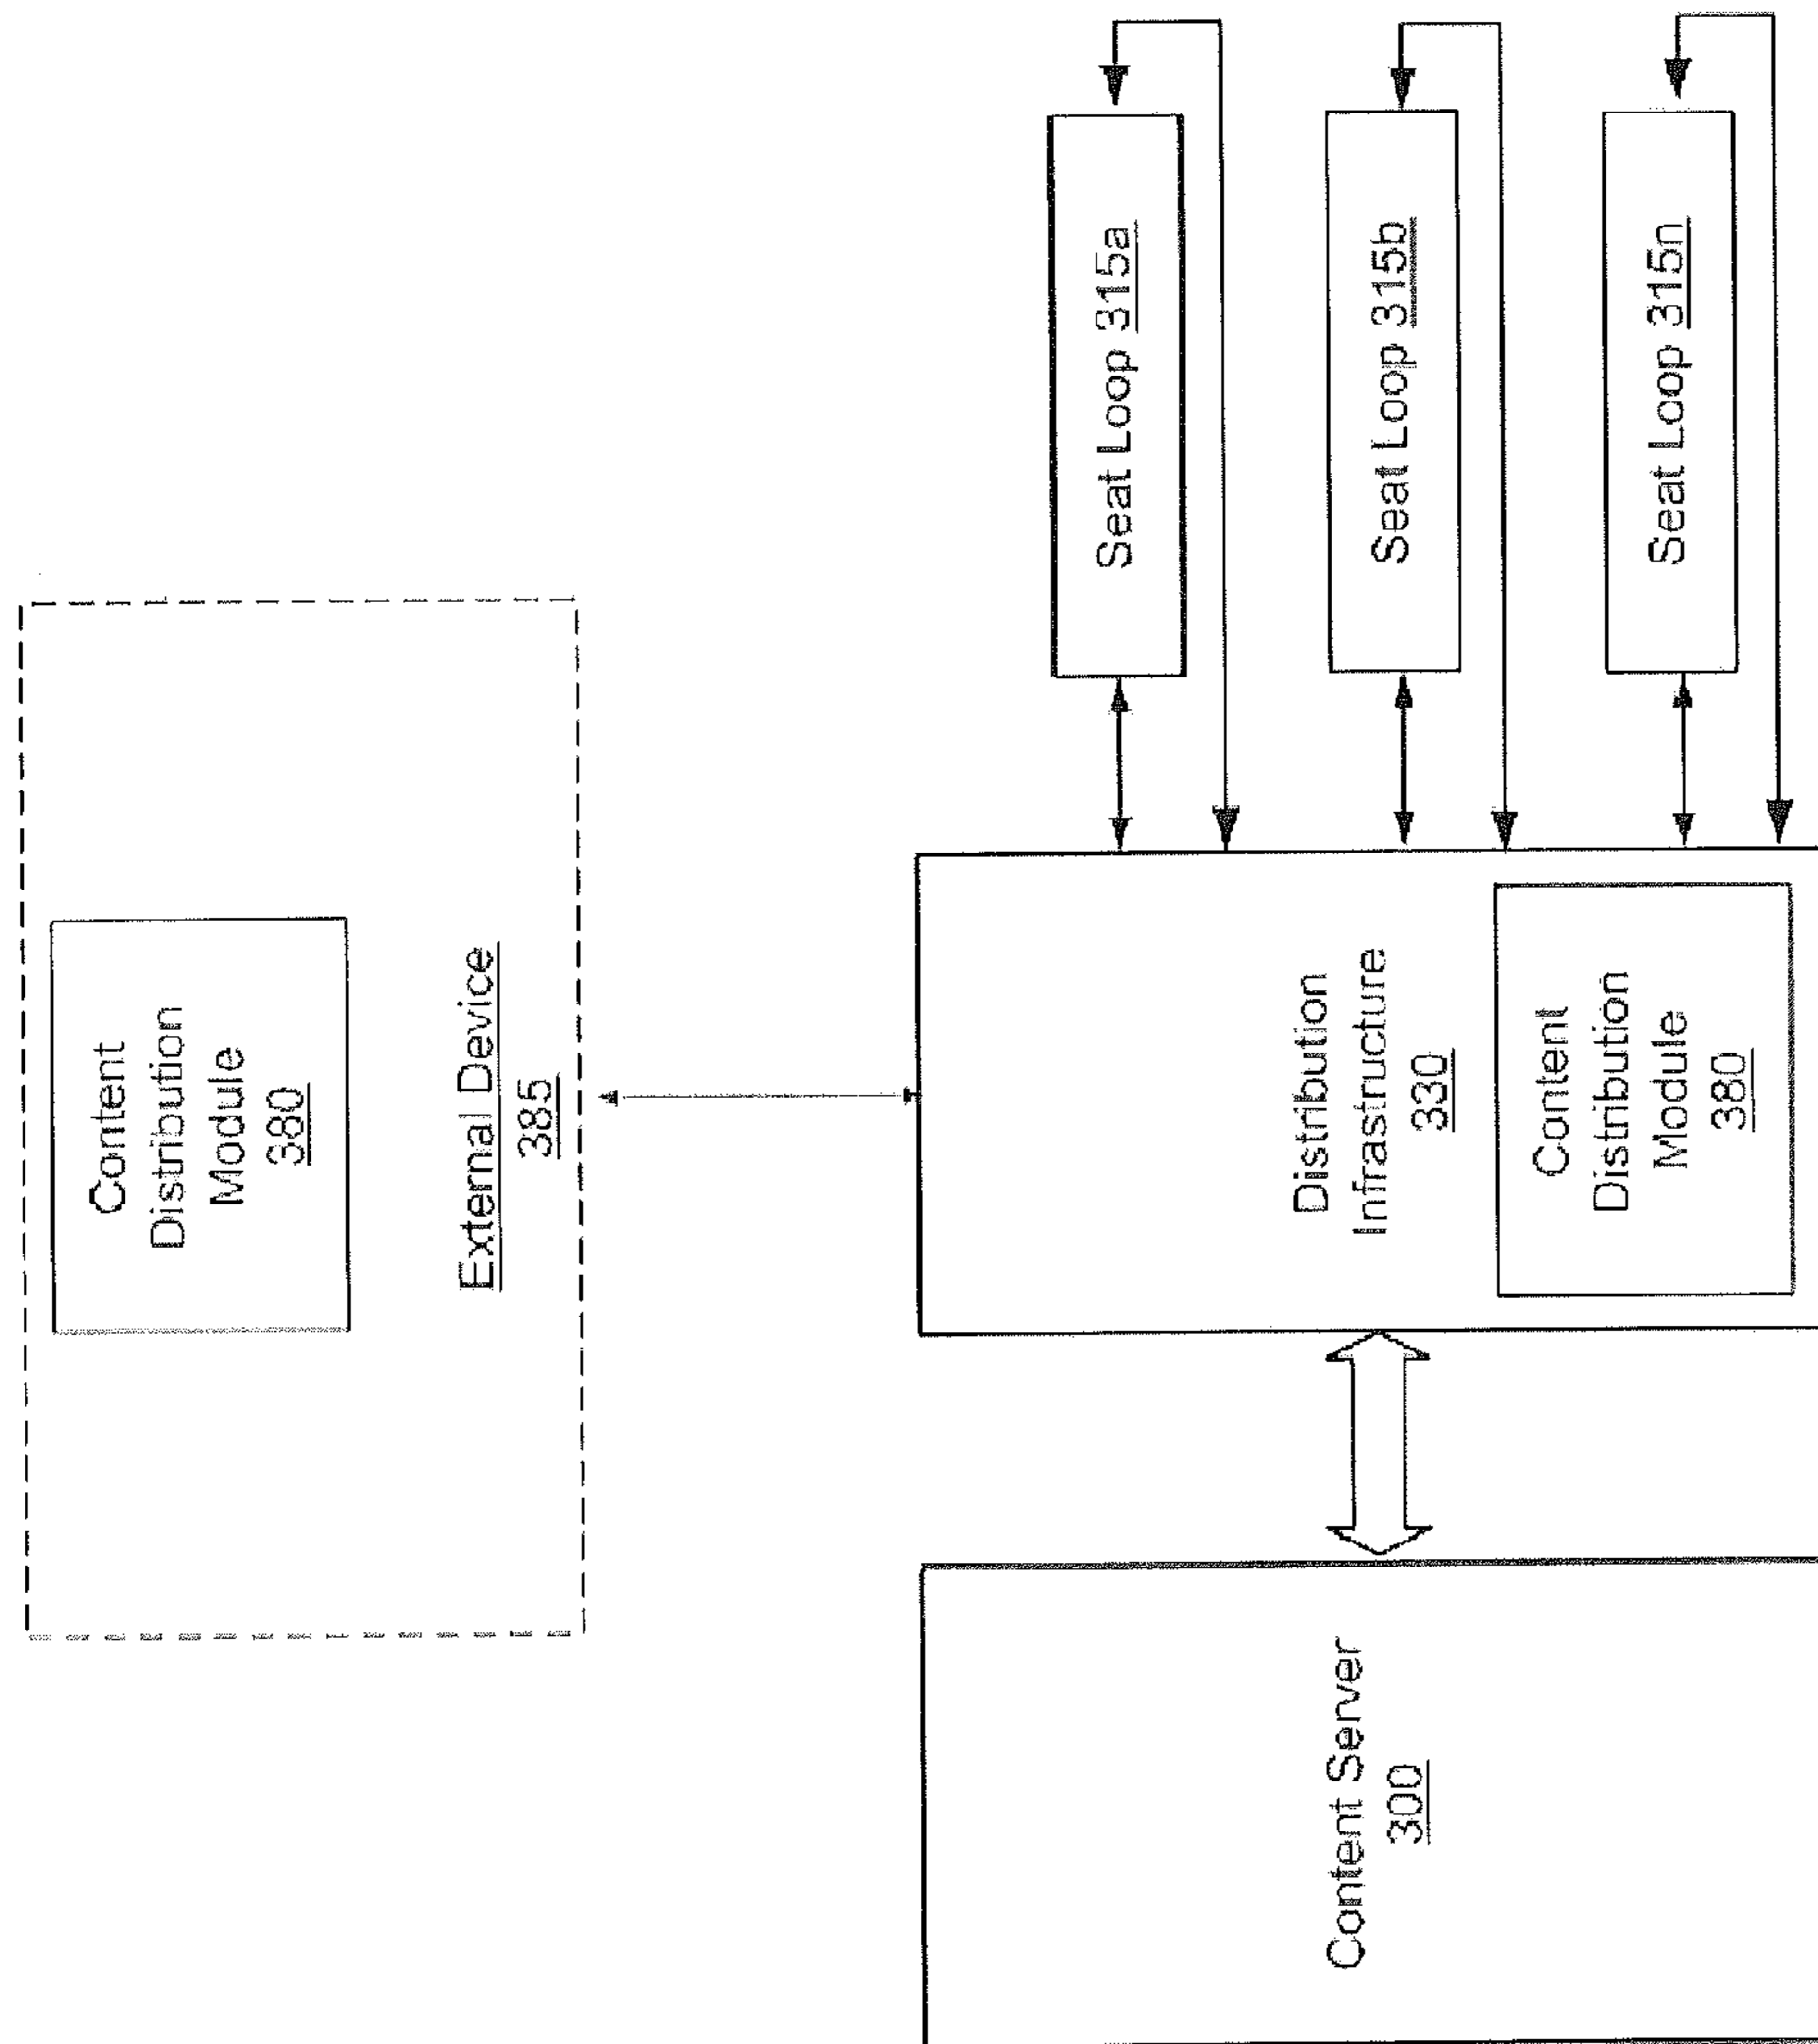 Content
Distribution
Module
380
External Device
385
Seat Loop 315a
Seat Loop 315b
Seat Loop 315n
Distribution
Infrastructure
330
Content
Distribution
Module
380
Content Server
300